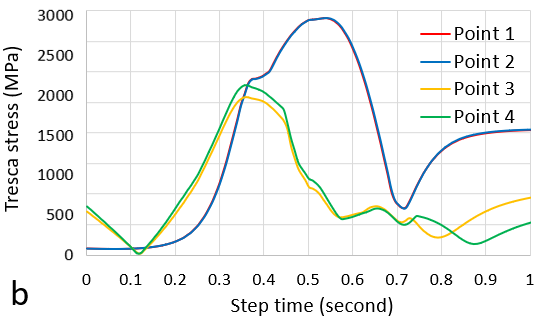 3000
2500
2000
1500
1000
500
0
Tresca stress (MPa)
Point 1
Point 2
Point 3
Point 4
0 0.1 0.2 0.3 0.4 0.5 0.6 0.7 0.8 0.9 1
Step time (second)
b